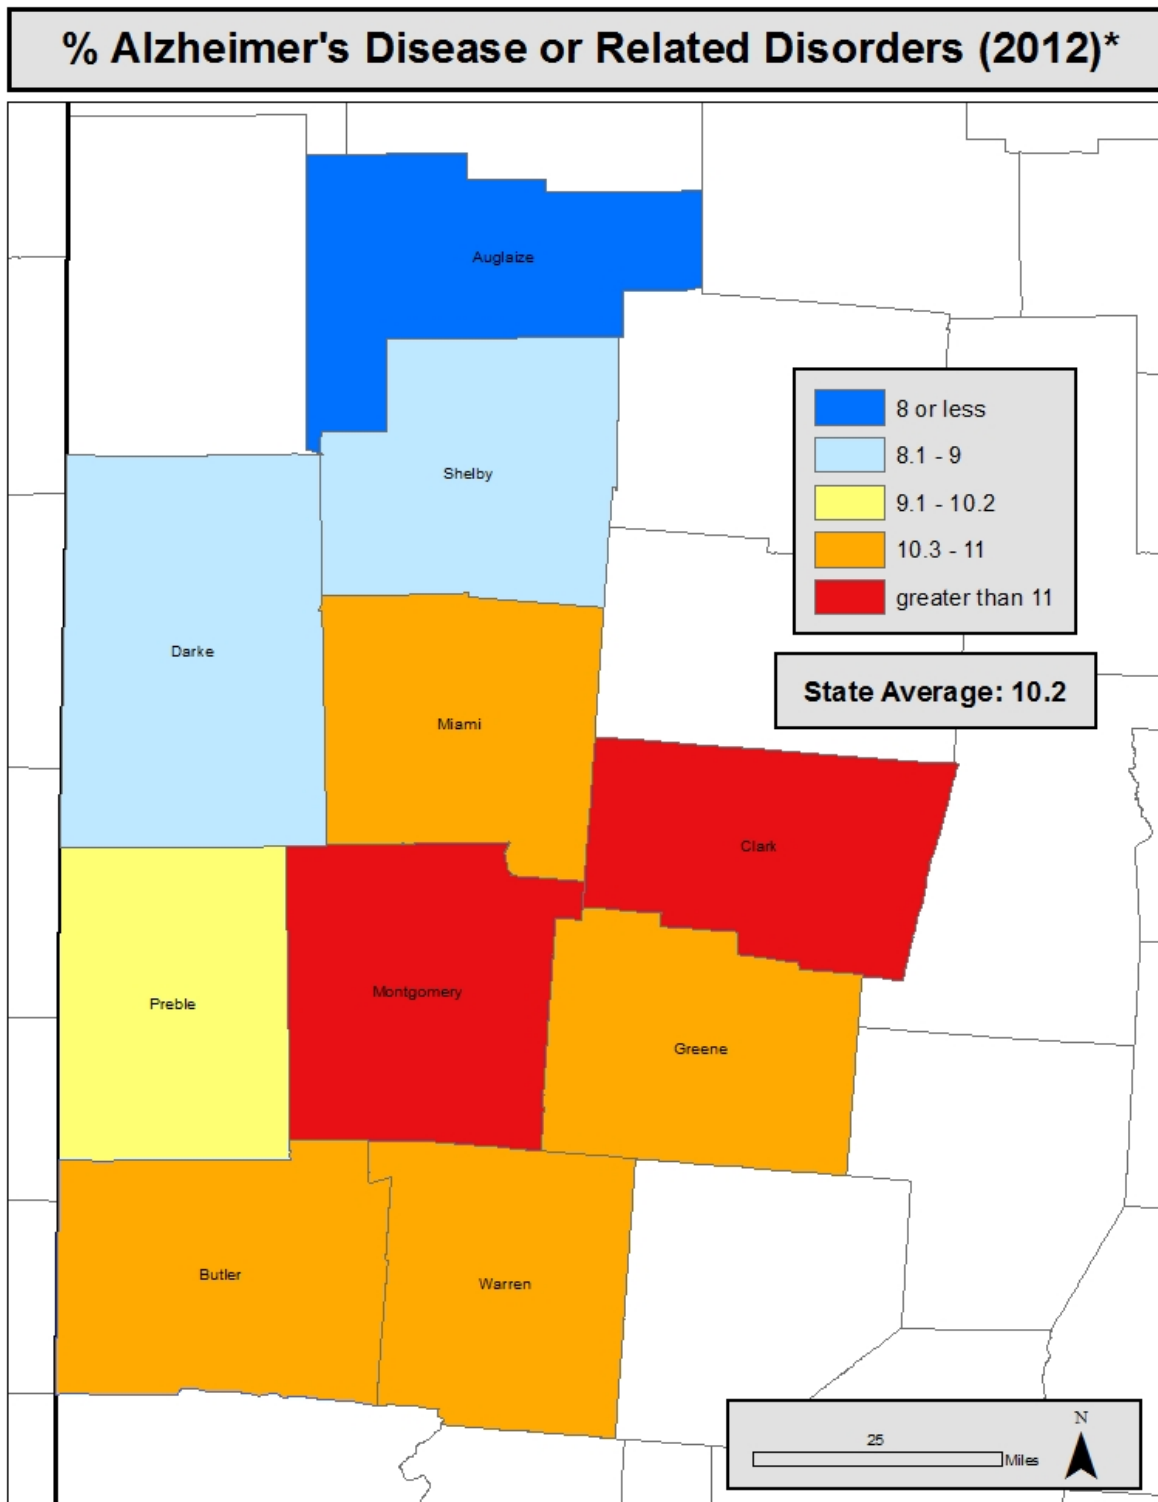 % Alzheimer's Disease or Related Disorders (2012)*
Auglaize
Shelby
8 or less
8.1 - 9
9.1 - 10.2
10.3 - 11
greater than 11
Darke
State Average: 10.2
Miami
Clark
Montgomery
Preble
Greene
Butler
Warren
N
25
Miles